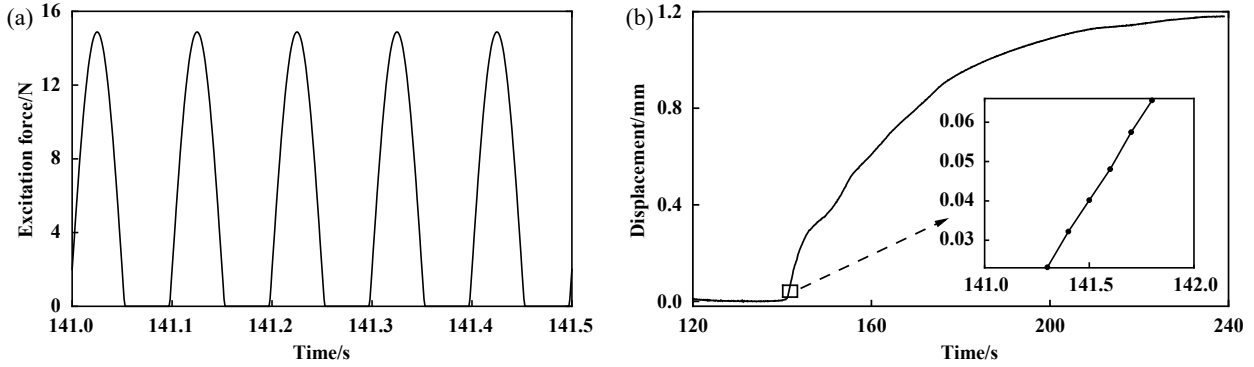 (a)
Excitation force/N
16
12
8
4
0
141.0 141.1 141.2 141.3 141.4 141.5
Time/s
(b)
Displacement/mm
1.2
0.8
0.4
0.0
120 160 200 240
Time/s
0.06
0.05
0.04
0.03
141.0 141.5 142.0